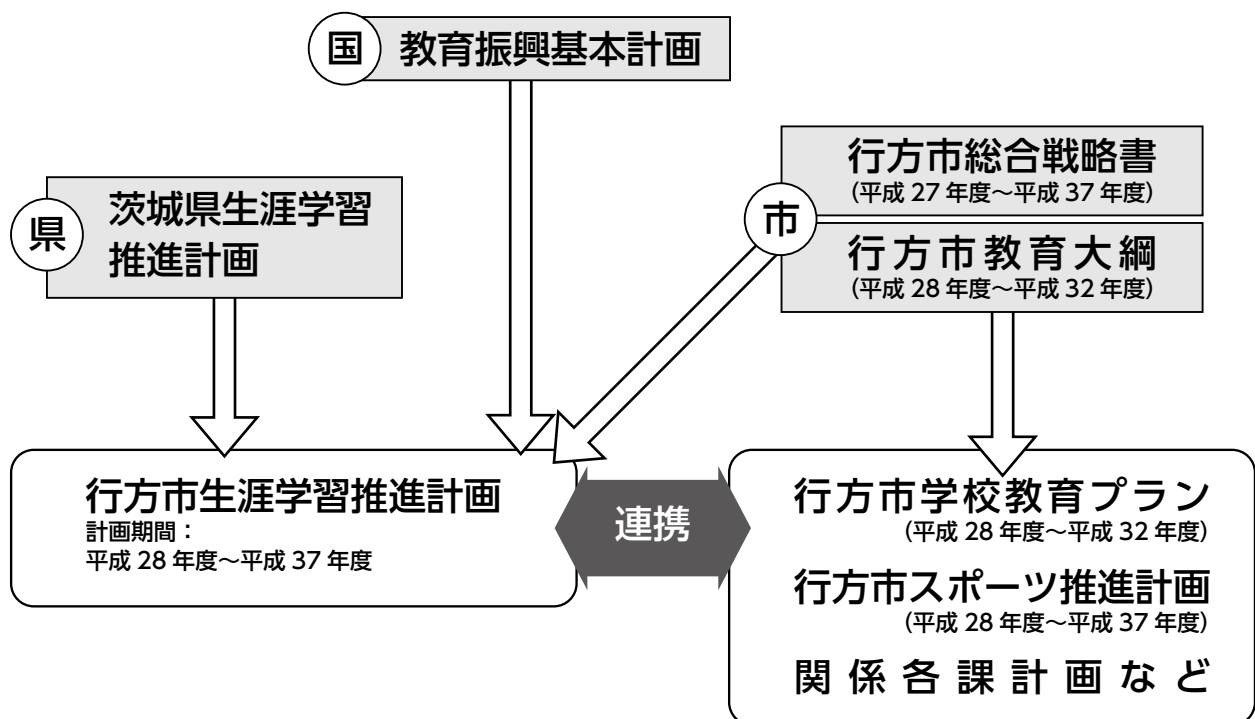 国 教育振興基本計画
行方市総合戦略書
(平成 27 年度～平成 37 年度)
市
行方市教育大綱
(平成 28 年度～平成 32 年度)
県
茨城県生涯学習
推進計画
行方市生涯学習推進計画
計画期間：
平成 28 年度～平成 37 年度
連携
行方市学校教育プラン
(平成 28 年度～平成 32 年度)
行方市スポーツ推進計画
(平成 28 年度～平成 37 年度)
関係各課計画など